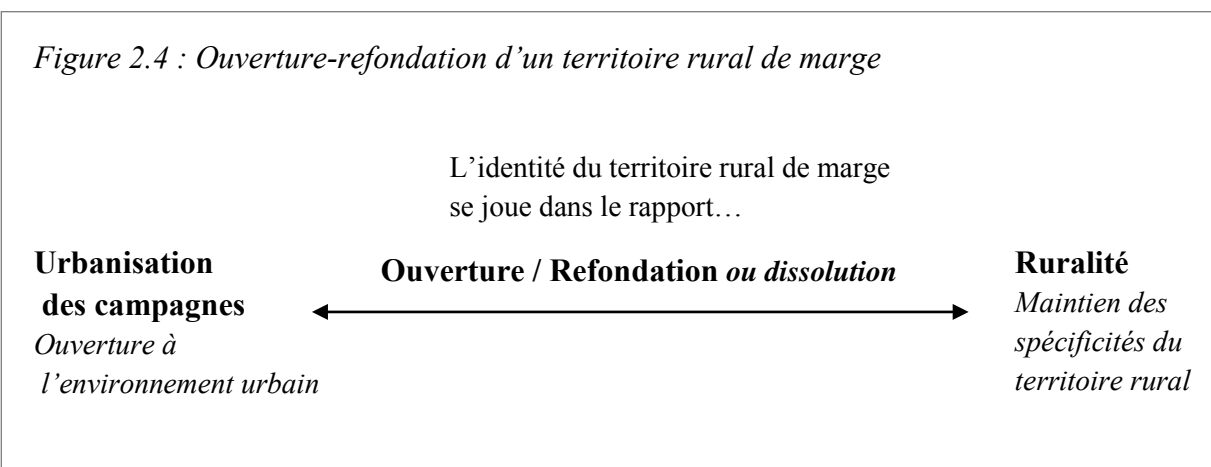 Figure 2.4 : Ouverture-refondation d’un territoire rural de marge
L’identité du territoire rural de marge
se joue dans le rapport…
Urbanisation
des campagnes
Ouverture à
l’environnement urbain
Ouverture / Refondation ou dissolution
Ruralité
Maintien des
spécificités du
territoire rural